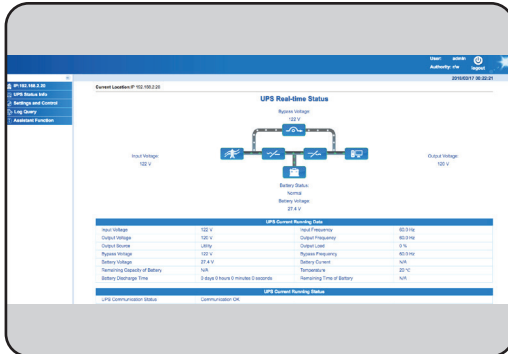 User: admin
Authority: r/w logout
2016/03/17 08:22:31
IP:192.168.2.20
UPS Status Info
Settings and Control
Log Query
Assistant Function
Current Location:IP 192.168.2.20
UPS Real-time Status
Bypass Voltage:
122 V
Input Voltage:
122 V
Output Voltage:
120 V
Battery Status:
Normal
Battery Voltage:
27.4 V
UPS Current Running Data
Input Voltage 122 V Input Frequency 60.0 Hz
Output Voltage 120 V Output Frequency 60.0 Hz
Output Source Utility Output Load 0 %
Bypass Voltage 122 V Bypass Frequency 60.0 Hz
Battery Voltage 27.4 V Battery Current N/A
Remaining Capacity of Battery N/A Temperature 20 °C
Battery Discharge Time 0 days 0 hours 0 minutes 0 seconds Remaining Time of Battery N/A
UPS Current Running Status
UPS Communication Status Communication OK